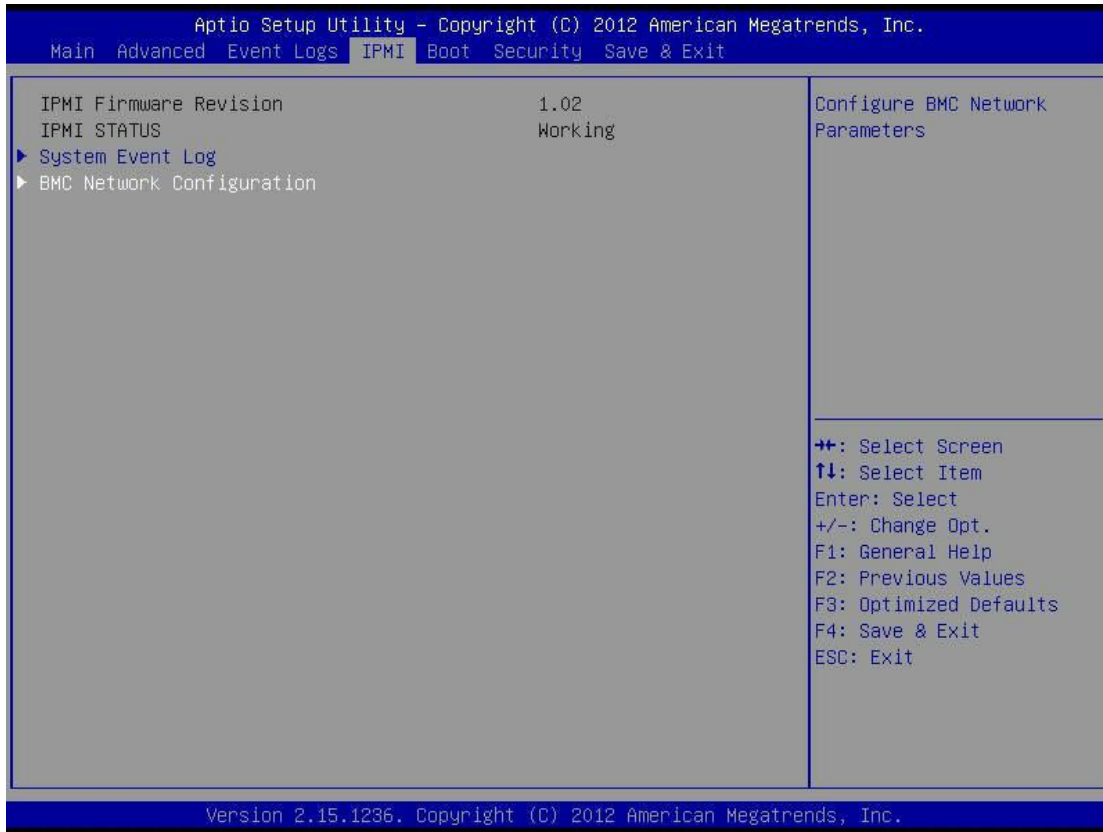 Aptio Setup Utility – Copyright (C) 2012 American Megatrends, Inc.
Main Advanced Event Logs IPMI Boot Security Save & Exit
IPMI Firmware Revision 1.02
IPMI STATUS Working
► System Event Log
► BMC Network Configuration
Configure BMC Network
Parameters
→←: Select Screen
↑↓: Select Item
Enter: Select
+/-: Change Opt.
F1: General Help
F2: Previous Values
F3: Optimized Defaults
F4: Save & Exit
ESC: Exit
Version 2.15.1236. Copyright (C) 2012 American Megatrends, Inc.